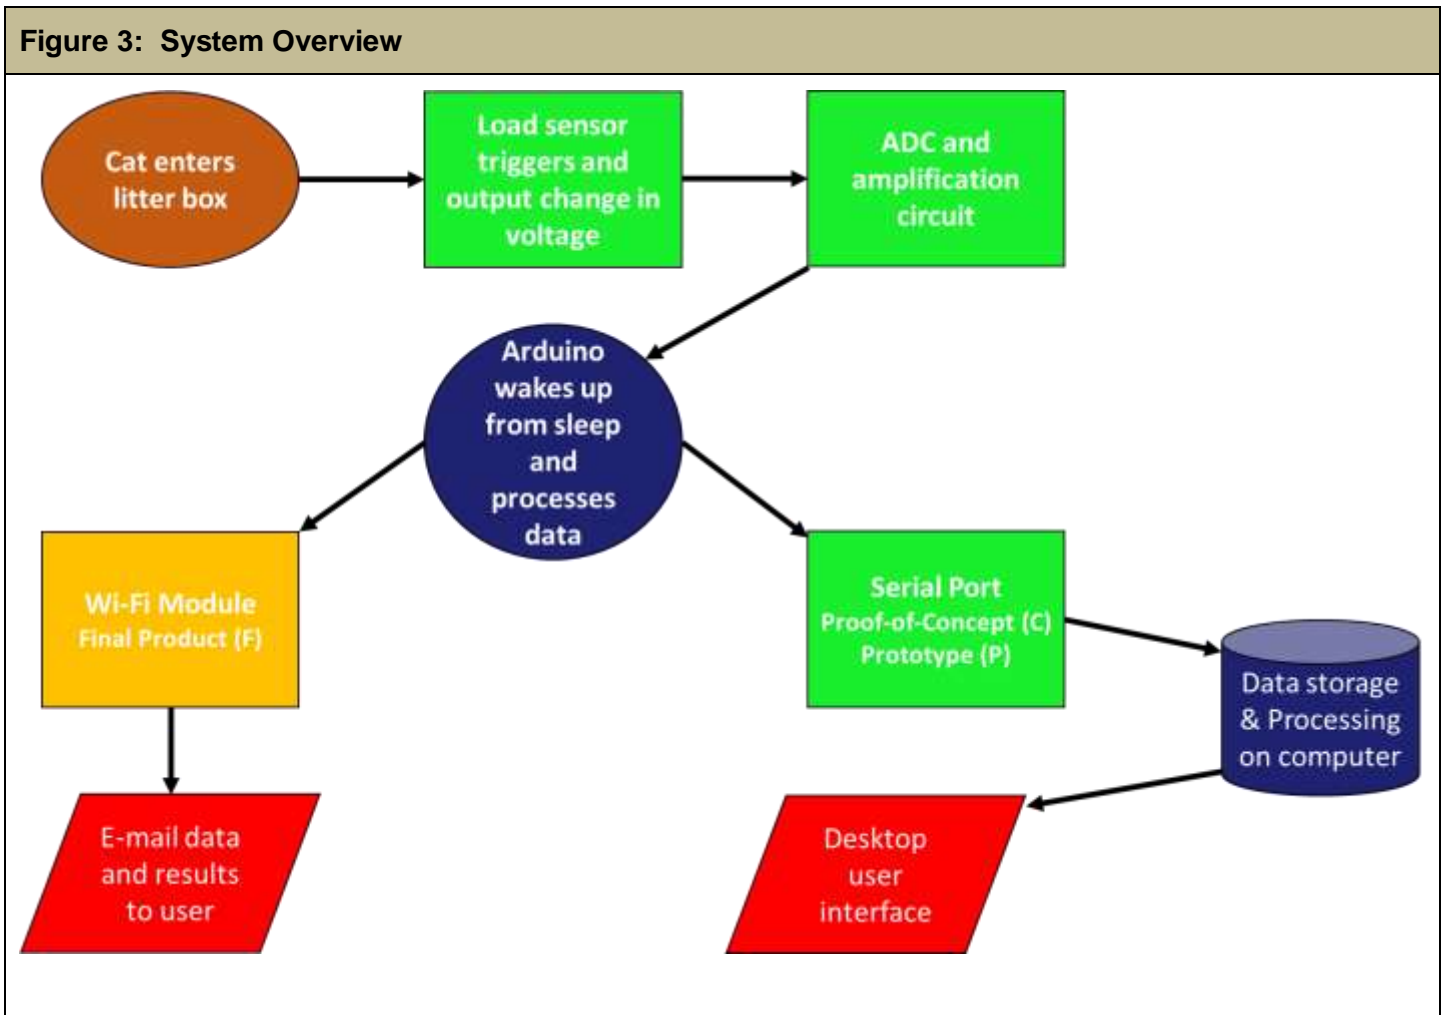 Figure 3:  System Overview
Cat enters
litter box
Load sensor
triggers and
output change in
voltage
ADC and
amplification
circuit
Arduino
wakes up
from sleep
and
processes
data
Wi-Fi Module
Final Product (F)
Serial Port
Proof-of-Concept (C)
Prototype (P)
Data storage
& Processing
on computer
E-mail data
and results
to user
Desktop
user
interface